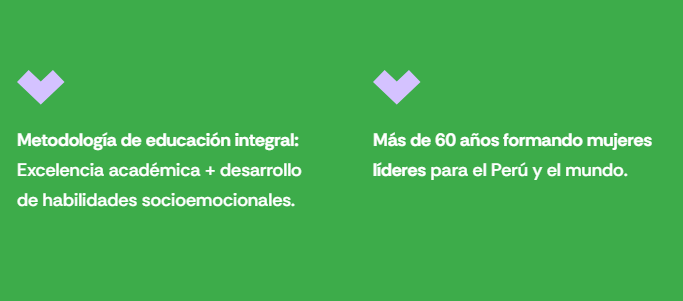 Metodología de educación integral:
Excelencia académica + desarrollo
de habilidades socioemocionales.
Más de 60 años formando mujeres
líderes para el Perú y el mundo.